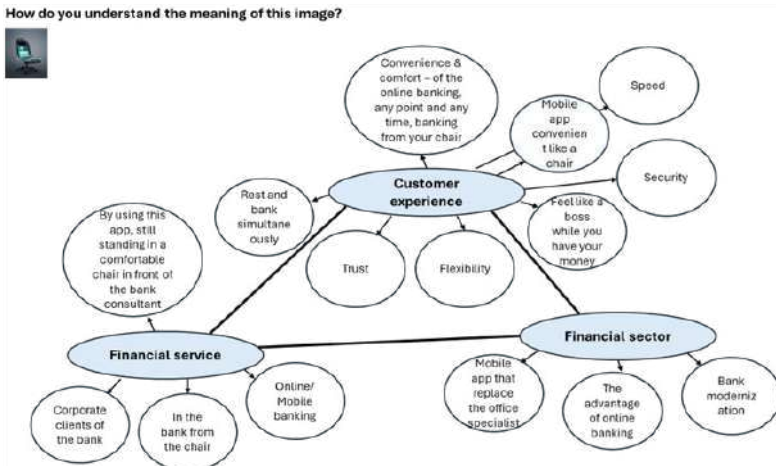 How do you understand the meaning of this image?
Convenience &
comfort – of the
online banking,
any point and any
time, banking
from your chair
Speed
Mobile
app
convenien
t like a
chair
Customer
experience
Security
Rest and
bank
simultane
ously
Feel like a
boss
while you
have your
money
By using this
app, still
standing in a
comfortable
chair in front of
the bank
consultant
Trust
Flexibility
Financial service
Financial sector
Corporate
clients of
the bank
In the
bank from
the chair
Online/
Mobile
banking
Mobile
app that
replace
the office
specialist
The
advantage
of online
banking
Bank
moderniz
ation